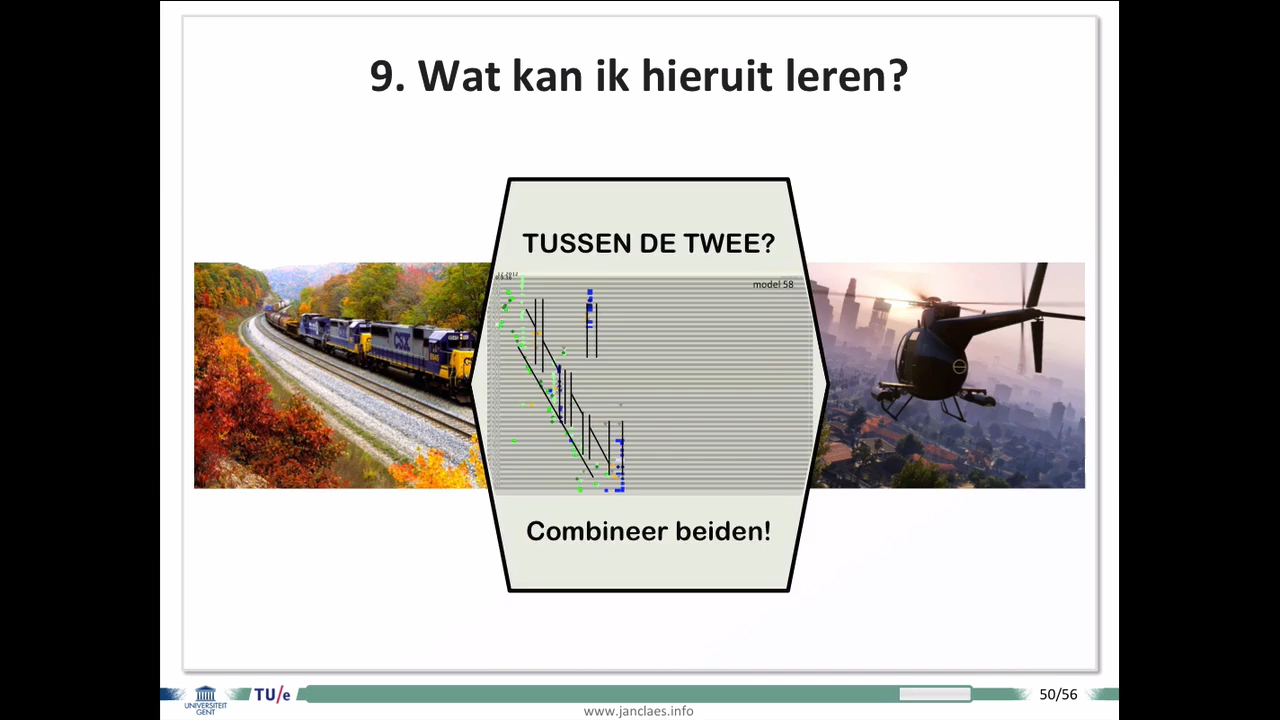 9. Wat kan ik hieruit leren?
TUSSEN DE TWEE?
model 58
CSX
Combineer beiden!
UNIVERSITEIT
GENT
TU/e
50/56
www.janclaes.info